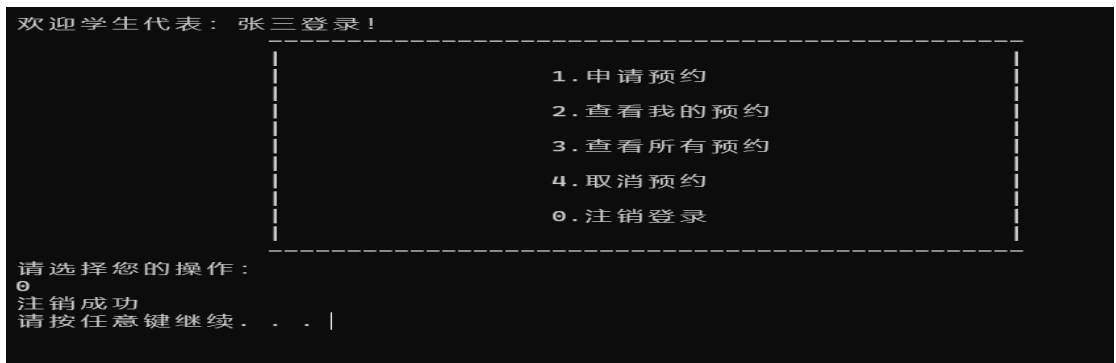 欢迎学生代表: 张三登录!
1.申请预约
2.查看我的预约
3.查看所有预约
4.取消预约
0.注销登录
请选择您的操作:
0
注销成功
请按任意键继续. . .